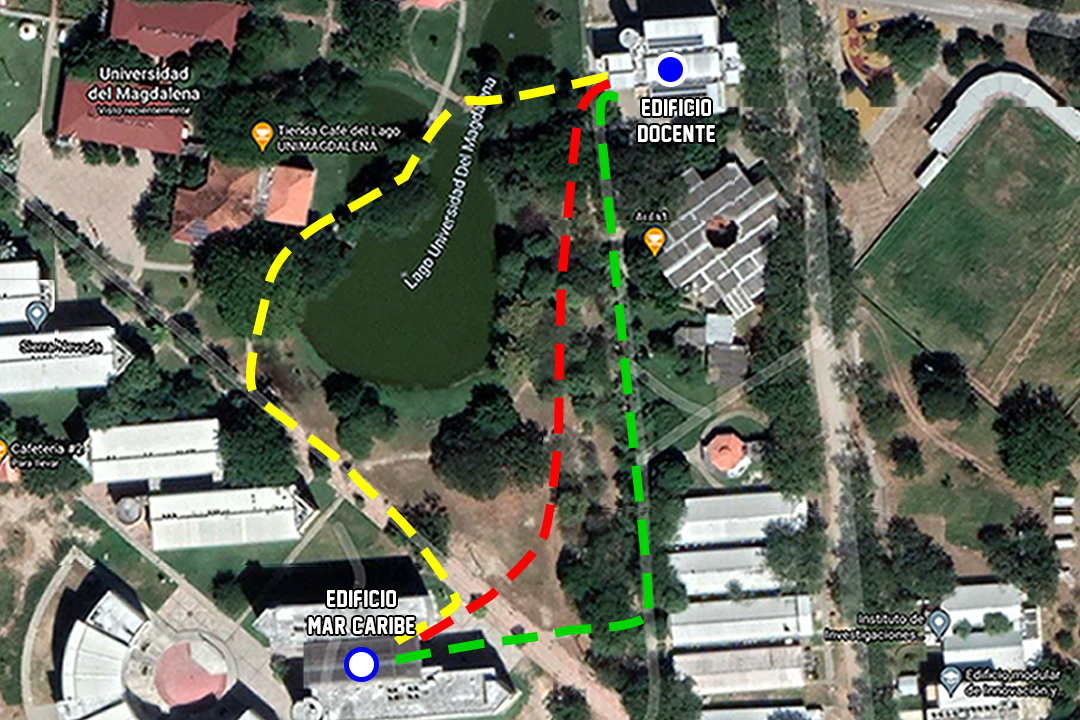 Universidad
del Magdalena
Visto recientemente
EDIFICIO
DOCENTE
Tienda Café del Lago
UNIMAGDALENA
Lago Universidad Del Magdalena
Sierra Nevada
Cafetería #2
Para llevar
EDIFICIO
MAR CARIBE
Instituto de
Investigaciones...
Edificio modular
de Innovación y...